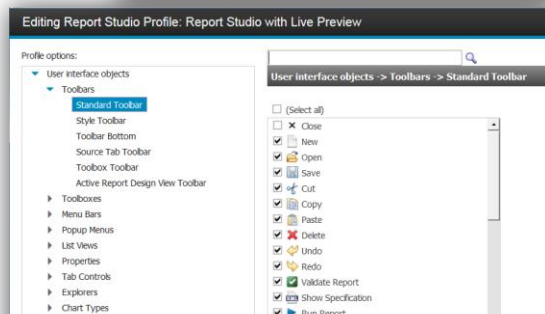 Editing Report Studio Profile: Report Studio with Live Preview
Profile options:
User interface objects
Toolbars
Standard Toolbar
Style Toolbar
Toolbar Bottom
Source Tab Toolbar
Toolbox Toolbar
Active Report Design View Toolbar
Toolboxes
Menu Bars
Popup Menus
List Views
Properties
Tab Controls
Explorers
Chart Types
User interface objects -> Toolbars -> Standard Toolbar
(Select all)
Close
New
Open
Save
Cut
Copy
Paste
Delete
Undo
Redo
Validate Report
Show Specification
Run Report